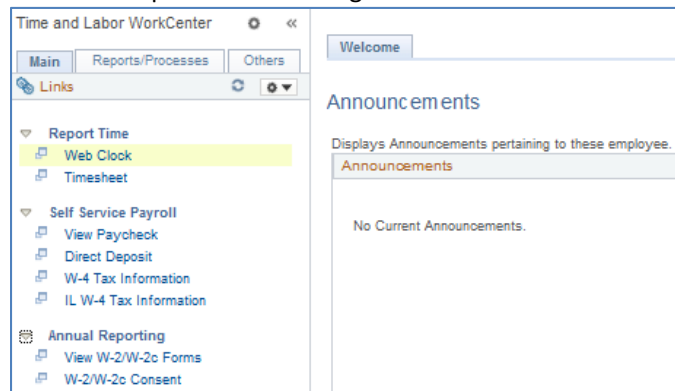 Time and Labor WorkCenter
Main
Reports/Processes
Others
Links
Report Time
Web Clock
Timesheet
Self Service Payroll
View Paycheck
Direct Deposit
W-4 Tax Information
IL W-4 Tax Information
Annual Reporting
View W-2/W-2c Forms
W-2/W-2c Consent
Welcome
Announcements
Displays Announcements pertaining to these employee.
Announcements
No Current Announcements.